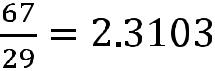 67/29 = 2.3103